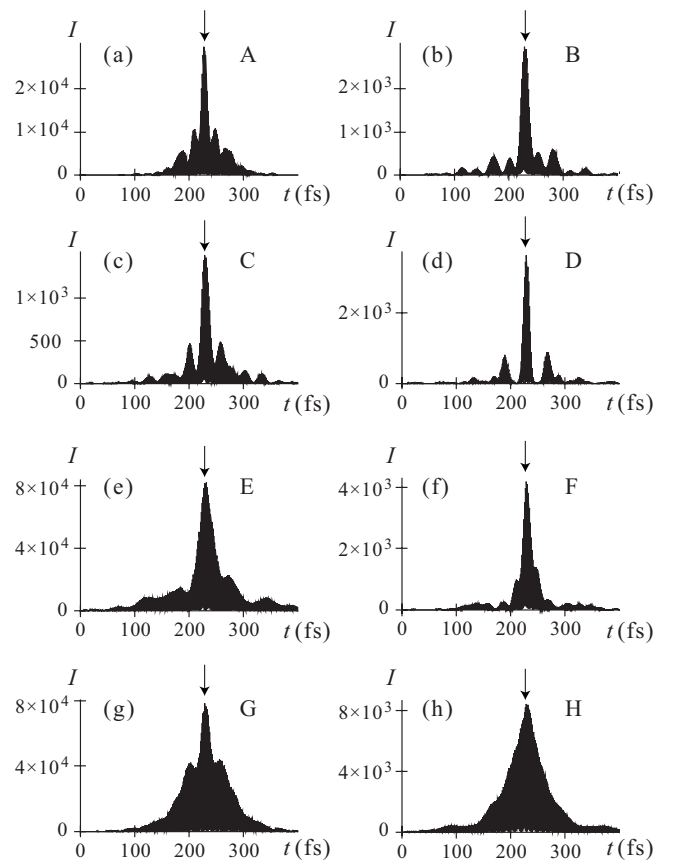 I (a) A
2×10⁴
1×10⁴
0
0 100 200 300 t (fs)
I (b) B
2×10³
1×10³
0
0 100 200 300 t (fs)
I (c) C
1×10³
500
0
0 100 200 300 t (fs)
I (d) D
2×10³
0
0 100 200 300 t (fs)
I (e) E
8×10⁴
4×10⁴
0
0 100 200 300 t (fs)
I (f) F
4×10³
2×10³
0
0 100 200 300 t (fs)
I (g) G
8×10⁴
4×10⁴
0
0 100 200 300 t (fs)
I (h) H
8×10³
4×10³
0
0 100 200 300 t (fs)